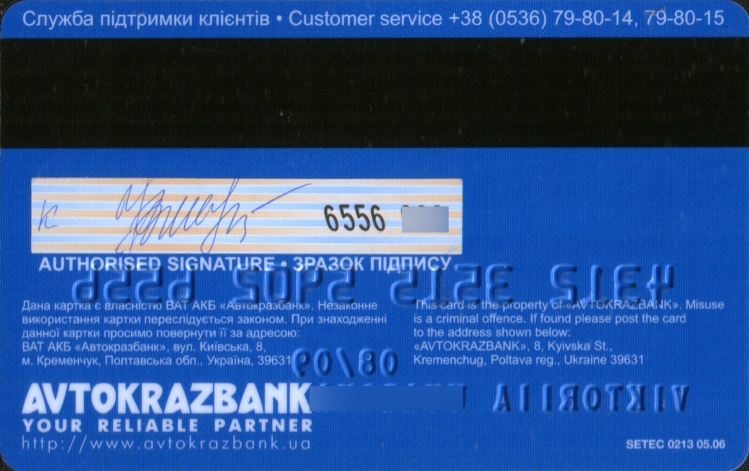 Служба підтримки клієнтів • Customer service +38 (0536) 79-80-14, 79-80-15
6556
AUTHORISED SIGNATURE • ЗРАЗОК ПІДПИСУ
Дана картка є власністю ВАТ АКБ «Автокразбанк». Незаконне
використання картки переслідується законом. При знаходженні
данної картки просимо повернути її за адресою:
ВАТ АКБ «Автокразбанк», вул. Київська, 8,
м. Кременчук, Полтавська обл., Україна, 39631
This card is the property of «AVTOKRAZBANK». Misuse
is a criminal offence. If found please post the card
to the address shown below:
«AVTOKRAZBANK», 8, Kyivska St.,
Kremenchug, Poltava reg., Ukraine 39631
09/80
VIKTORIIA
AVTOKRAZBANK
YOUR RELIABLE PARTNER
http://www.avtokrazbank.ua
SETEC 0213 05.06